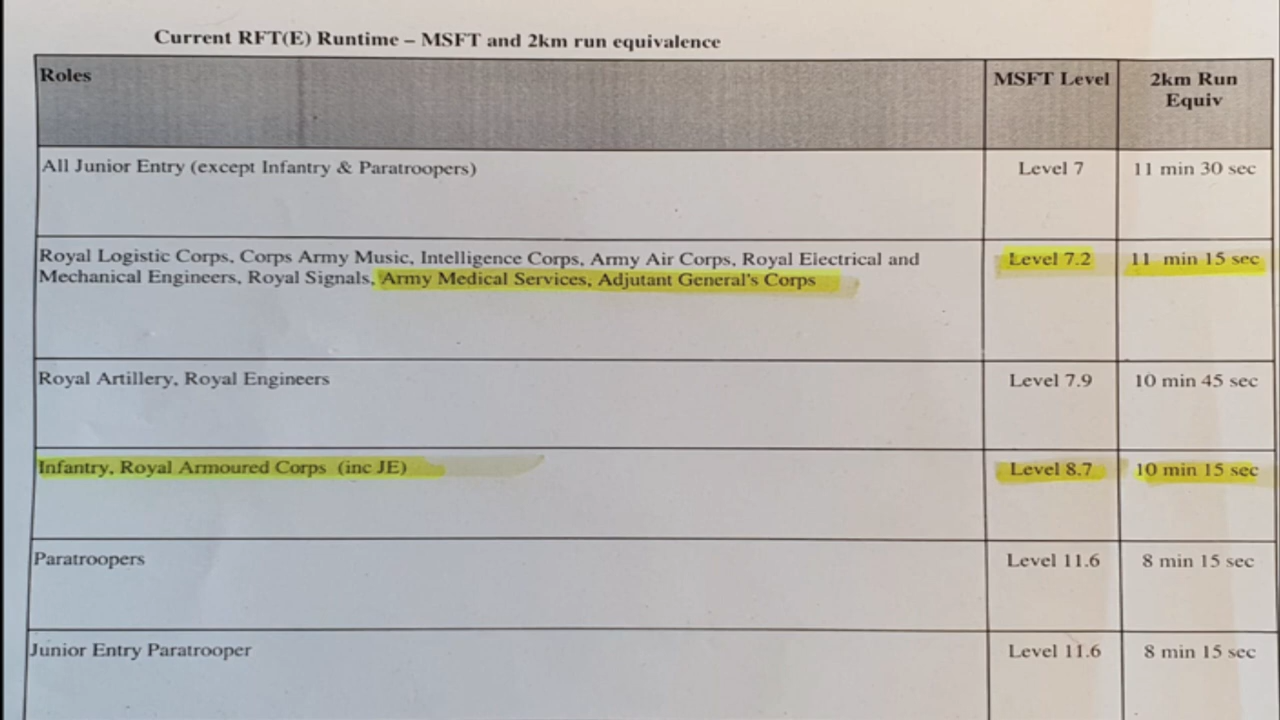 Current RFT(E) Runtime – MSFT and 2km run equivalence
Roles MSFT Level 2km Run
Equiv
All Junior Entry (except Infantry & Paratroopers) Level 7 11 min 30 sec
Royal Logistic Corps, Corps Army Music, Intelligence Corps, Army Air Corps, Royal Electrical and Level 7.2 11 min 15 sec
Mechanical Engineers, Royal Signals, Army Medical Services, Adjutant General's Corps
Royal Artillery, Royal Engineers Level 7.9 10 min 45 sec
Infantry, Royal Armoured Corps (inc JE) Level 8.7 10 min 15 sec
Paratroopers Level 11.6 8 min 15 sec
Junior Entry Paratrooper Level 11.6 8 min 15 sec